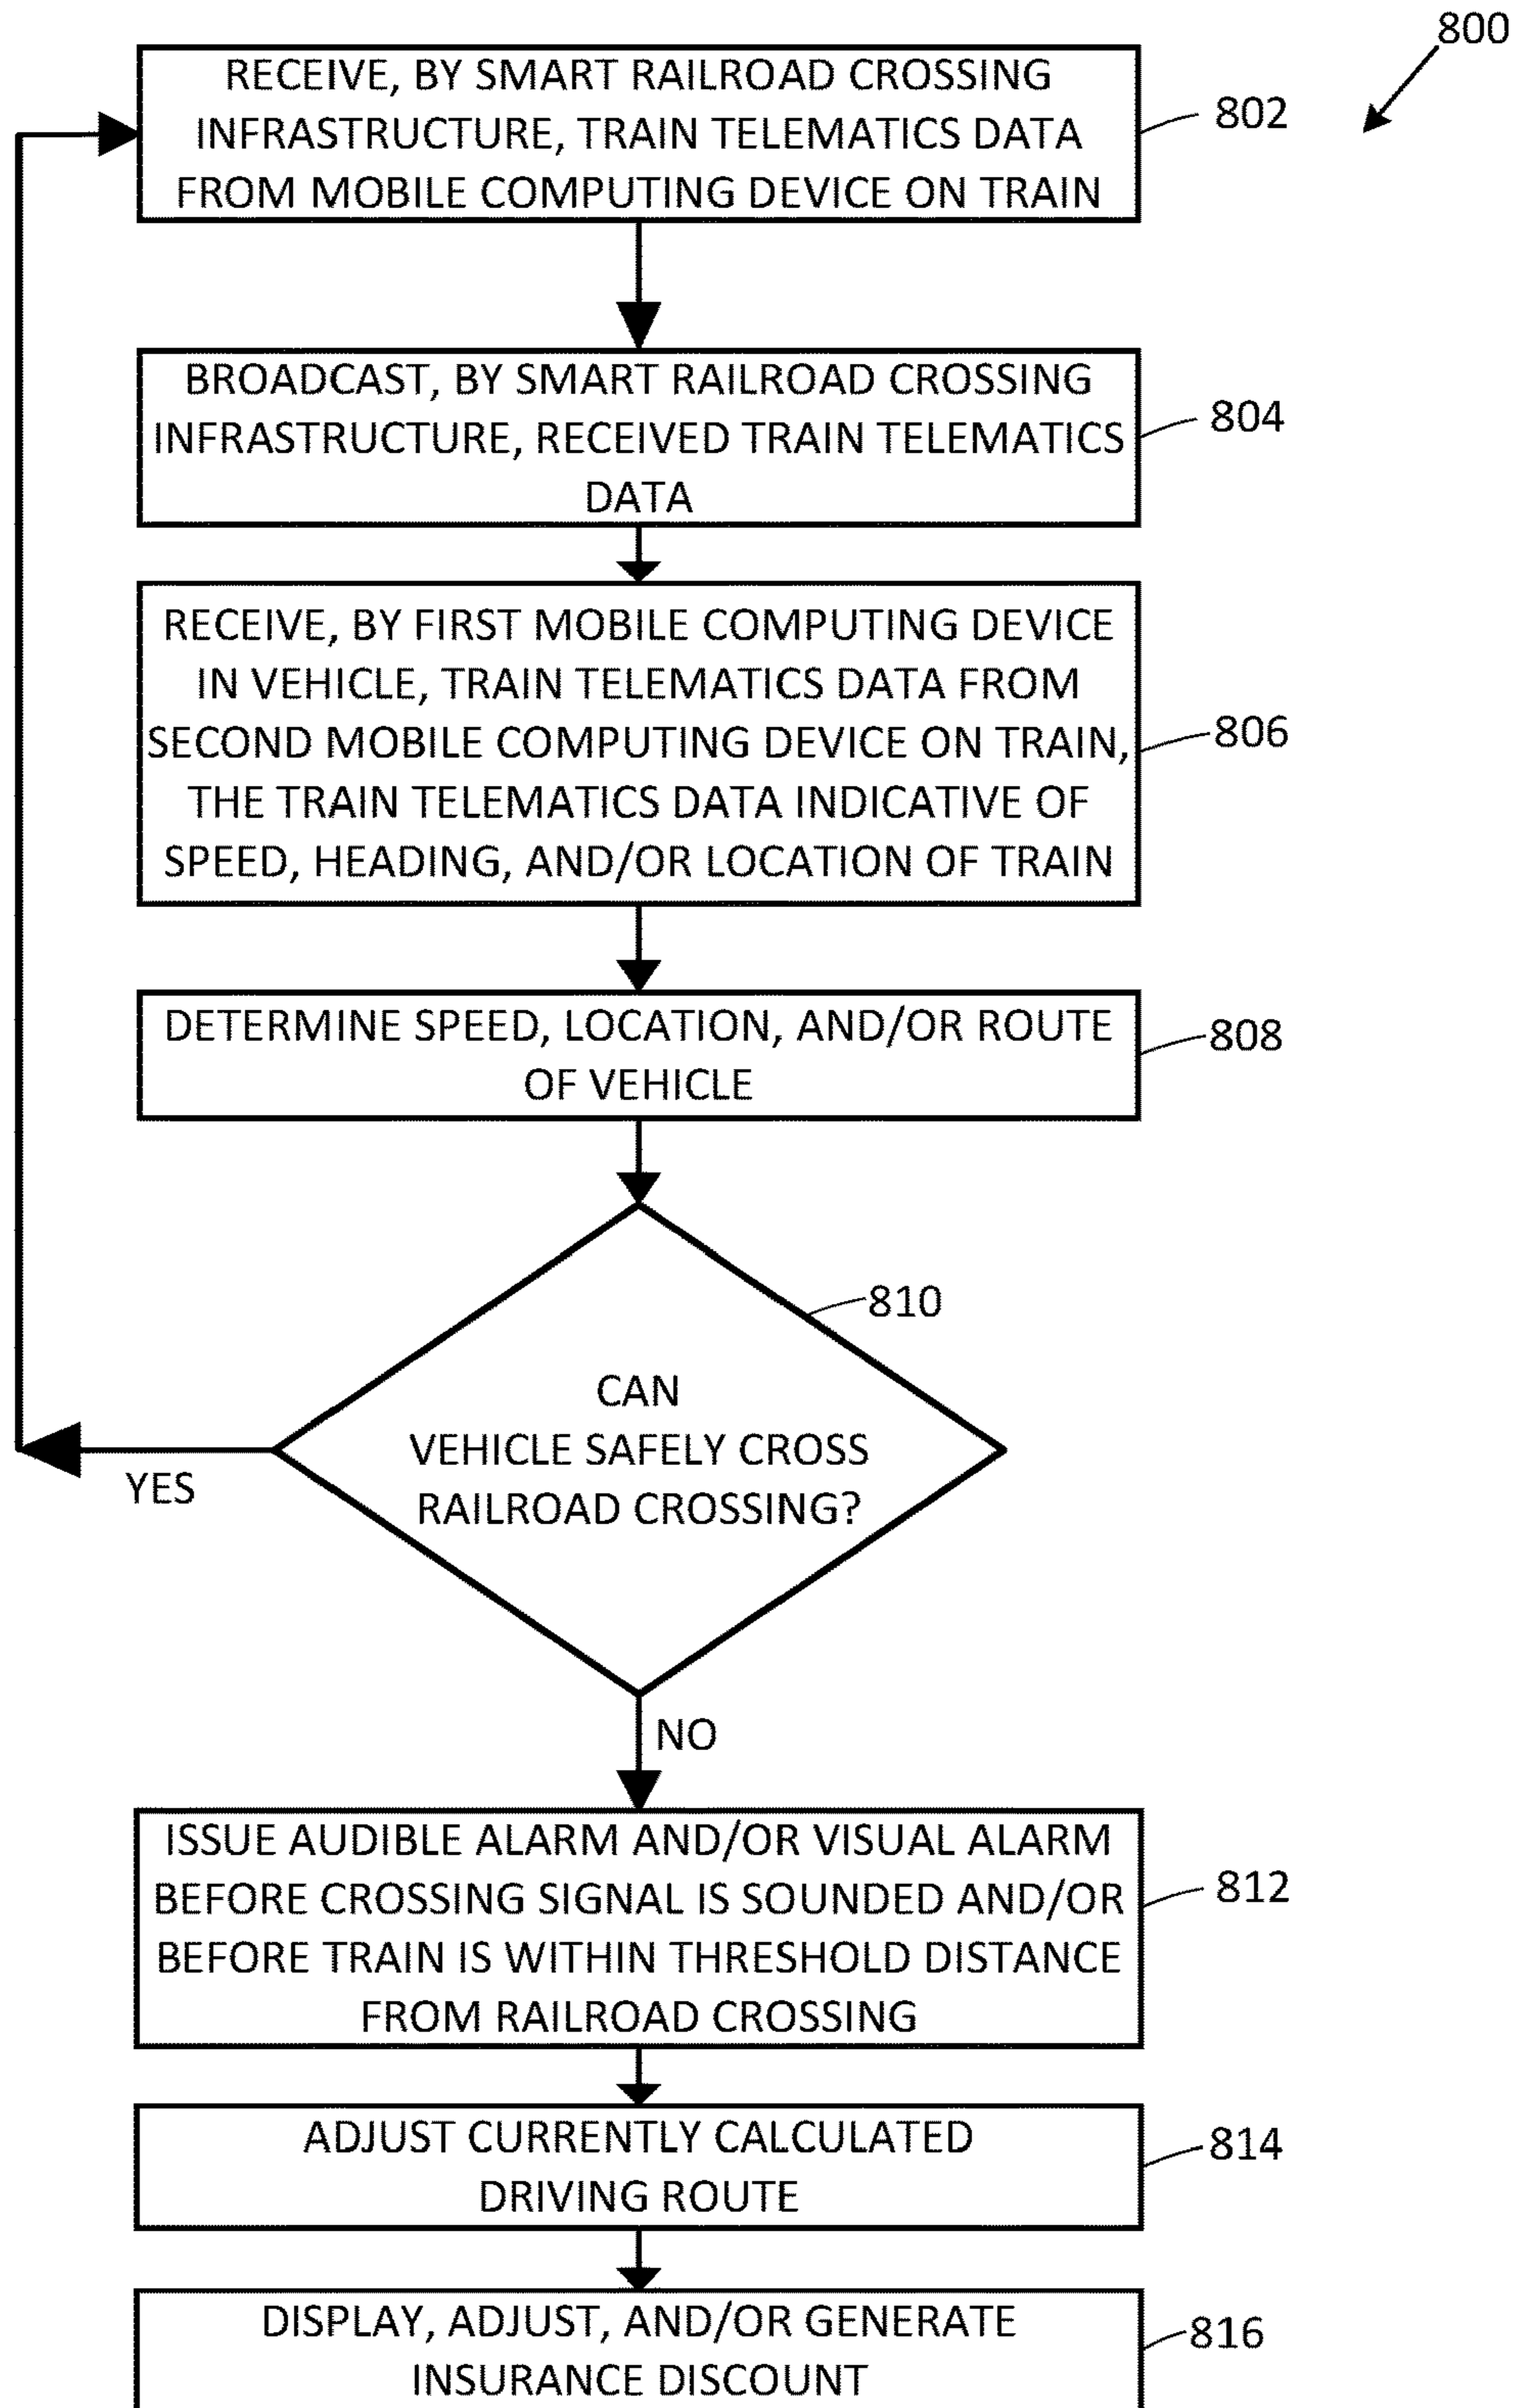 800
RECEIVE, BY SMART RAILROAD CROSSING
INFRASTRUCTURE, TRAIN TELEMATICS DATA
FROM MOBILE COMPUTING DEVICE ON TRAIN
802
BROADCAST, BY SMART RAILROAD CROSSING
INFRASTRUCTURE, RECEIVED TRAIN TELEMATICS
DATA
804
RECEIVE, BY FIRST MOBILE COMPUTING DEVICE
IN VEHICLE, TRAIN TELEMATICS DATA FROM
SECOND MOBILE COMPUTING DEVICE ON TRAIN,
THE TRAIN TELEMATICS DATA INDICATIVE OF
SPEED, HEADING, AND/OR LOCATION OF TRAIN
806
DETERMINE SPEED, LOCATION, AND/OR ROUTE
OF VEHICLE
808
810
CAN
VEHICLE SAFELY CROSS
RAILROAD CROSSING?
YES
NO
ISSUE AUDIBLE ALARM AND/OR VISUAL ALARM
BEFORE CROSSING SIGNAL IS SOUNDED AND/OR
BEFORE TRAIN IS WITHIN THRESHOLD DISTANCE
FROM RAILROAD CROSSING
812
ADJUST CURRENTLY CALCULATED
DRIVING ROUTE
814
DISPLAY, ADJUST, AND/OR GENERATE
INSURANCE DISCOUNT
816